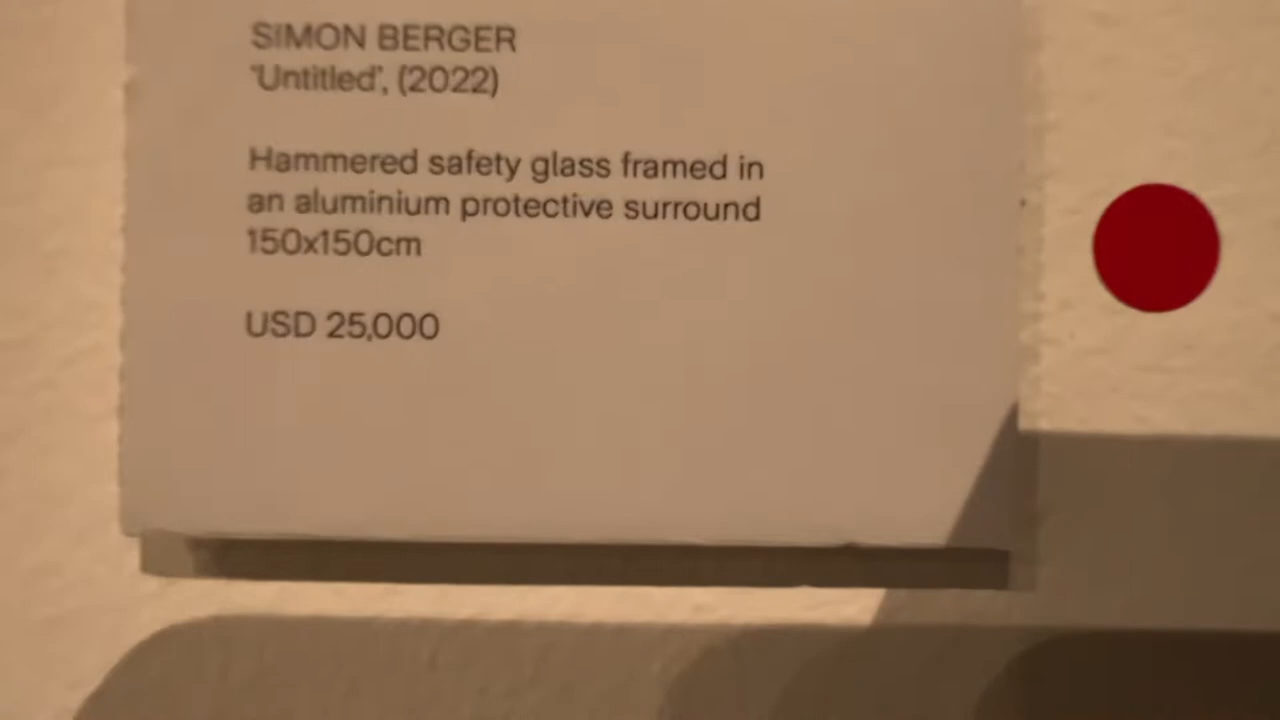 SIMON BERGER
'Untitled', (2022)
Hammered safety glass framed in
an aluminium protective surround
150x150cm
USD 25,000